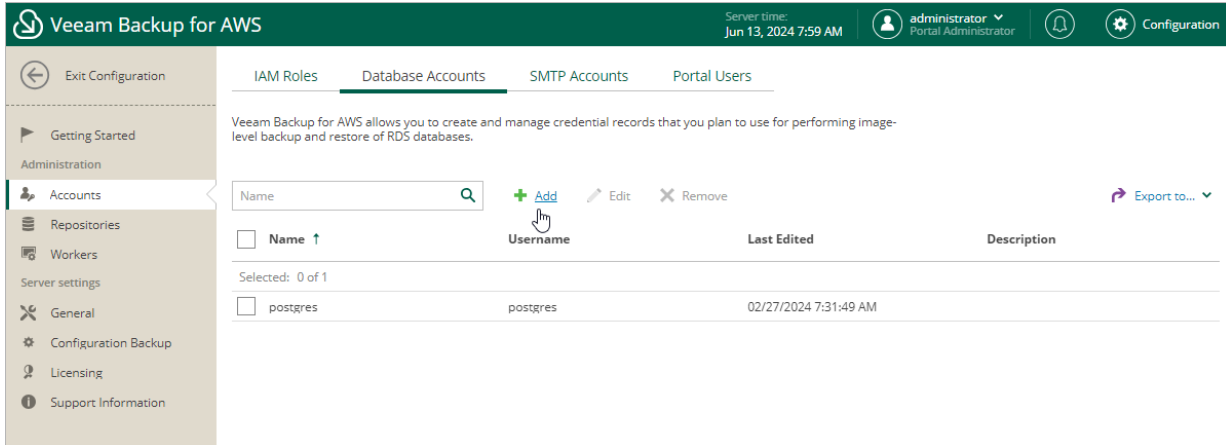 Veeam Backup for AWS
Server time:
Jun 13, 2024 7:59 AM
administrator
Portal Administrator
Configuration
Exit Configuration
Getting Started
Administration
Accounts
Repositories
Workers
Server settings
General
Configuration Backup
Licensing
Support Information
IAM Roles Database Accounts SMTP Accounts Portal Users
Veeam Backup for AWS allows you to create and manage credential records that you plan to use for performing image-
level backup and restore of RDS databases.
Name Add Edit Remove Export to...
Name ↑ Username Last Edited Description
Selected: 0 of 1
postgres postgres 02/27/2024 7:31:49 AM